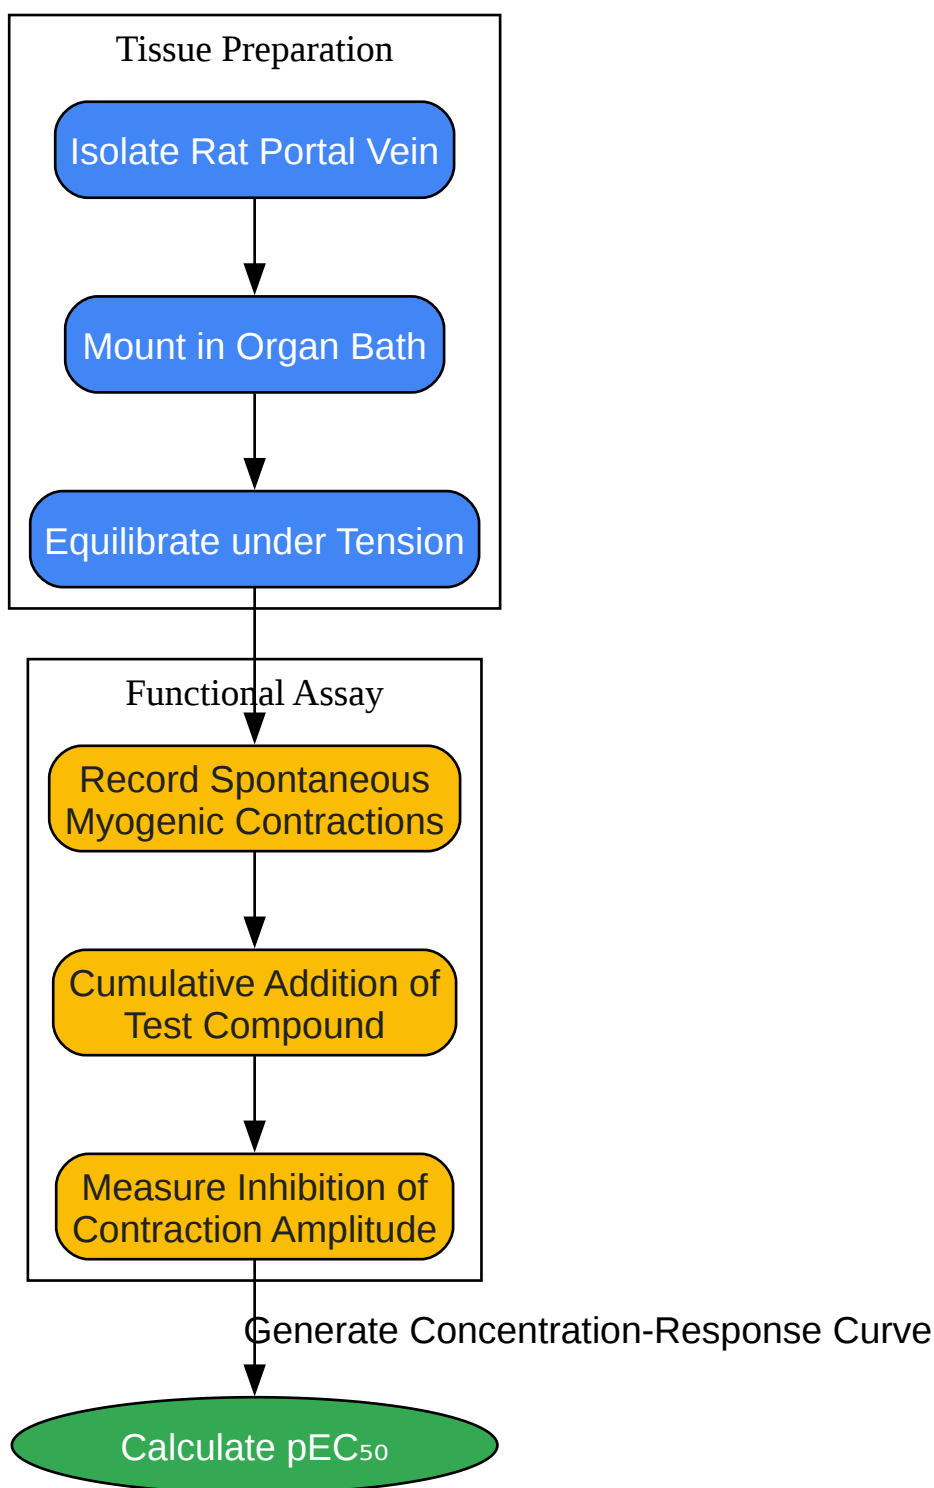 Tissue Preparation
Isolate Rat Portal Vein
Mount in Organ Bath
Equilibrate under Tension
Functional Assay
Record Spontaneous
Myogenic Contractions
Cumulative Addition of
Test Compound
Measure Inhibition of
Contraction Amplitude
Generate Concentration-Response Curve
Calculate pEC₅₀